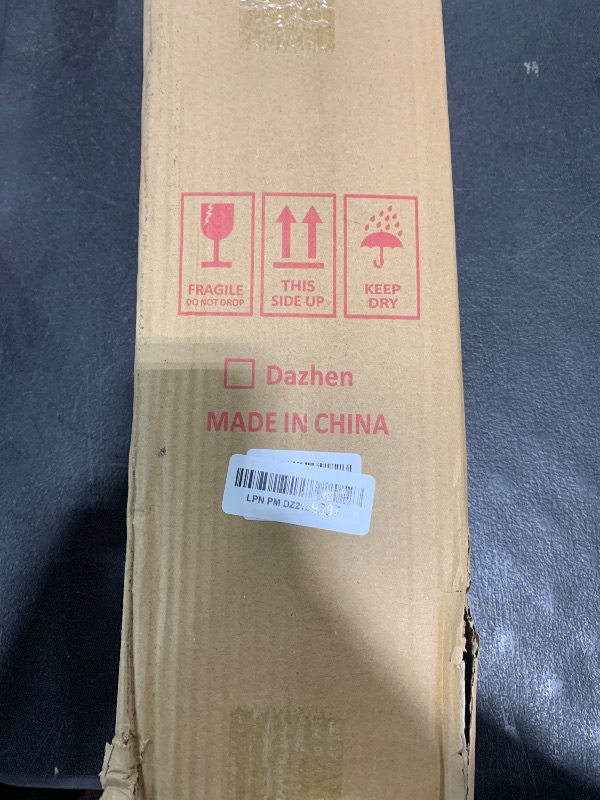 FRAGILE
DO NOT DROP
THIS
SIDE UP
KEEP
DRY
Dazhen
MADE IN CHINA
LPN PM